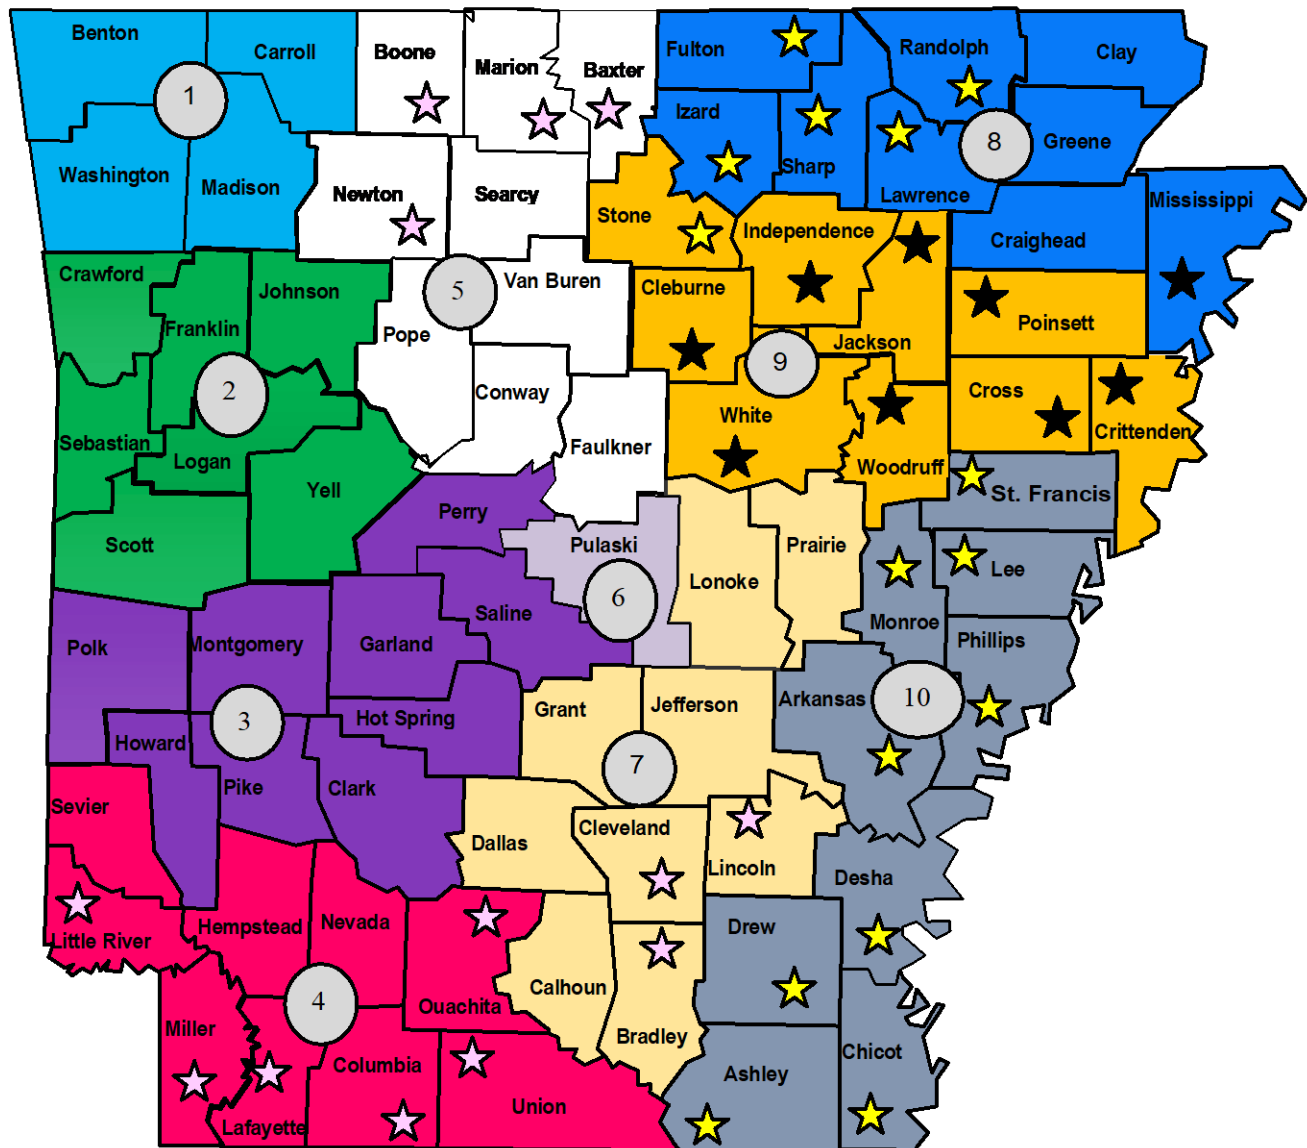 Benton
Carroll
Boone
Marion
Baxter
Fulton
Randolph
Clay
1
Izard
Sharp
Lawrence
8
Greene
Washington
Madison
Newton
Searcy
Stone
Independence
Craighead
Mississippi
Crawford
Johnson
Franklin
5
Van Buren
Pope
Cleburne
Jackson
Poinsett
2
9
Conway
White
Cross
Crittenden
Sebastian
Logan
Faulkner
Woodruff
Yell
St. Francis
Scott
Perry
Pulaski
Prairie
Lonoke
Lee
6
Saline
Monroe
Polk
Montgomery
Garland
Phillips
3
Hot Spring
Grant
Jefferson
Arkansas
10
Howard
7
Pike
Clark
Sevier
Dallas
Cleveland
Lincoln
Desha
Little River
Hempstead
Nevada
Drew
4
Ouachita
Calhoun
Bradley
Miller
Columbia
Ashley
Chicot
Lafayette
Union